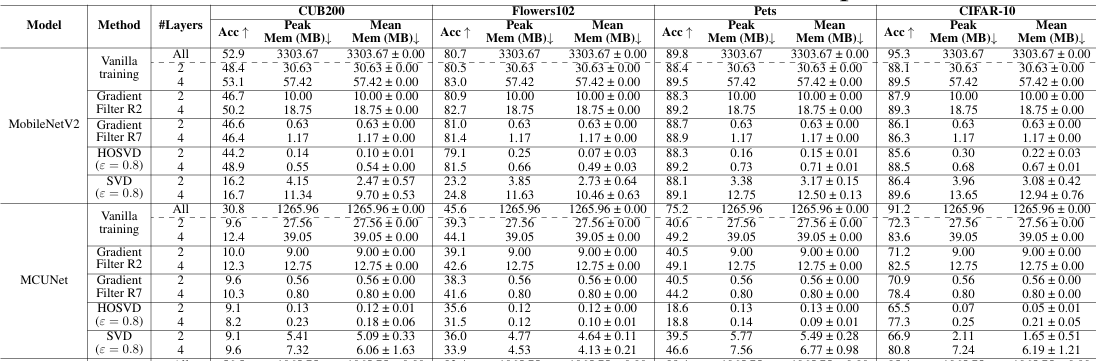 CUB200 Flowers102 Pets CIFAR-10
Model Method #Layers Acc ↑ Peak Mem (MB)↓ Mean Mem (MB)↓ Acc ↑ Peak Mem (MB)↓ Mean Mem (MB)↓ Acc ↑ Peak Mem (MB)↓ Mean Mem (MB)↓ Acc ↑ Peak Mem (MB)↓ Mean Mem (MB)↓
MobileNetV2 Vanilla training All 52.9 3303.67 3303.67 ± 0.00 80.7 3303.67 3303.67 ± 0.00 89.8 3303.67 3303.67 ± 0.00 95.3 3303.67 3303.67 ± 0.00
2 48.4 30.63 30.63 ± 0.00 80.5 30.63 30.63 ± 0.00 88.4 30.63 30.63 ± 0.00 88.1 30.63 30.63 ± 0.00
4 53.1 57.42 57.42 ± 0.00 83.0 57.42 57.42 ± 0.00 89.5 57.42 57.42 ± 0.00 89.5 57.42 57.42 ± 0.00
Gradient 2 46.7 10.00 10.00 ± 0.00 80.9 10.00 10.00 ± 0.00 88.3 10.00 10.00 ± 0.00 87.9 10.00 10.00 ± 0.00
Filter R2 4 50.2 18.75 18.75 ± 0.00 82.7 18.75 18.75 ± 0.00 89.2 18.75 18.75 ± 0.00 89.3 18.75 18.75 ± 0.00
Gradient 2 46.6 0.63 0.63 ± 0.00 81.0 0.63 0.63 ± 0.00 88.7 0.63 0.63 ± 0.00 86.1 0.63 0.63 ± 0.00
Filter R7 4 46.4 1.17 1.17 ± 0.00 81.4 1.17 1.17 ± 0.00 88.9 1.17 1.17 ± 0.00 86.3 1.17 1.17 ± 0.00
HOSVD 2 44.2 0.14 0.10 ± 0.01 79.1 0.25 0.07 ± 0.03 88.3 0.16 0.15 ± 0.01 85.6 0.30 0.22 ± 0.03
(ε = 0.8) 4 48.9 0.55 0.54 ± 0.00 81.5 0.66 0.49 ± 0.03 89.2 0.73 0.71 ± 0.01 88.5 0.68 0.67 ± 0.01
SVD 2 16.2 4.15 2.47 ± 0.57 23.2 3.85 2.73 ± 0.64 88.1 3.38 3.17 ± 0.15 86.4 3.96 3.08 ± 0.42
(ε = 0.8) 4 16.7 11.34 9.70 ± 0.53 24.8 11.63 10.46 ± 0.63 89.1 12.75 12.50 ± 0.13 89.6 13.65 12.94 ± 0.76
MCUNet Vanilla training All 30.8 1265.96 1265.96 ± 0.00 45.6 1265.96 1265.96 ± 0.00 75.2 1265.96 1265.96 ± 0.00 91.2 1265.96 1265.96 ± 0.00
2 9.6 27.56 27.56 ± 0.00 39.3 27.56 27.56 ± 0.00 40.6 27.56 27.56 ± 0.00 72.3 27.56 27.56 ± 0.00
4 12.4 39.05 39.05 ± 0.00 44.1 39.05 39.05 ± 0.00 49.2 39.05 39.05 ± 0.00 83.6 39.05 39.05 ± 0.00
Gradient 2 10.0 9.00 9.00 ± 0.00 39.1 9.00 9.00 ± 0.00 40.5 9.00 9.00 ± 0.00 71.2 9.00 9.00 ± 0.00
Filter R2 4 12.3 12.75 12.75 ± 0.00 42.6 12.75 12.75 ± 0.00 49.1 12.75 12.75 ± 0.00 82.5 12.75 12.75 ± 0.00
Gradient 2 9.6 0.56 0.56 ± 0.00 38.3 0.56 0.56 ± 0.00 40.5 0.56 0.56 ± 0.00 70.9 0.56 0.56 ± 0.00
Filter R7 4 10.3 0.80 0.80 ± 0.00 41.6 0.80 0.80 ± 0.00 44.2 0.80 0.80 ± 0.00 78.4 0.80 0.80 ± 0.00
HOSVD 2 9.1 0.13 0.12 ± 0.01 35.6 0.12 0.12 ± 0.00 18.6 0.13 0.13 ± 0.00 65.5 0.07 0.05 ± 0.01
(ε = 0.8) 4 8.2 0.23 0.18 ± 0.06 31.5 0.12 0.10 ± 0.01 18.8 0.14 0.09 ± 0.01 77.3 0.25 0.21 ± 0.05
SVD 2 9.1 5.41 5.09 ± 0.33 36.0 4.77 4.64 ± 0.11 39.5 5.77 5.49 ± 0.28 66.9 2.11 1.65 ± 0.51
(ε = 0.8) 4 9.6 7.32 6.06 ± 1.63 33.9 4.53 4.13 ± 0.21 46.6 7.56 6.77 ± 0.98 80.8 7.24 6.19 ± 1.21